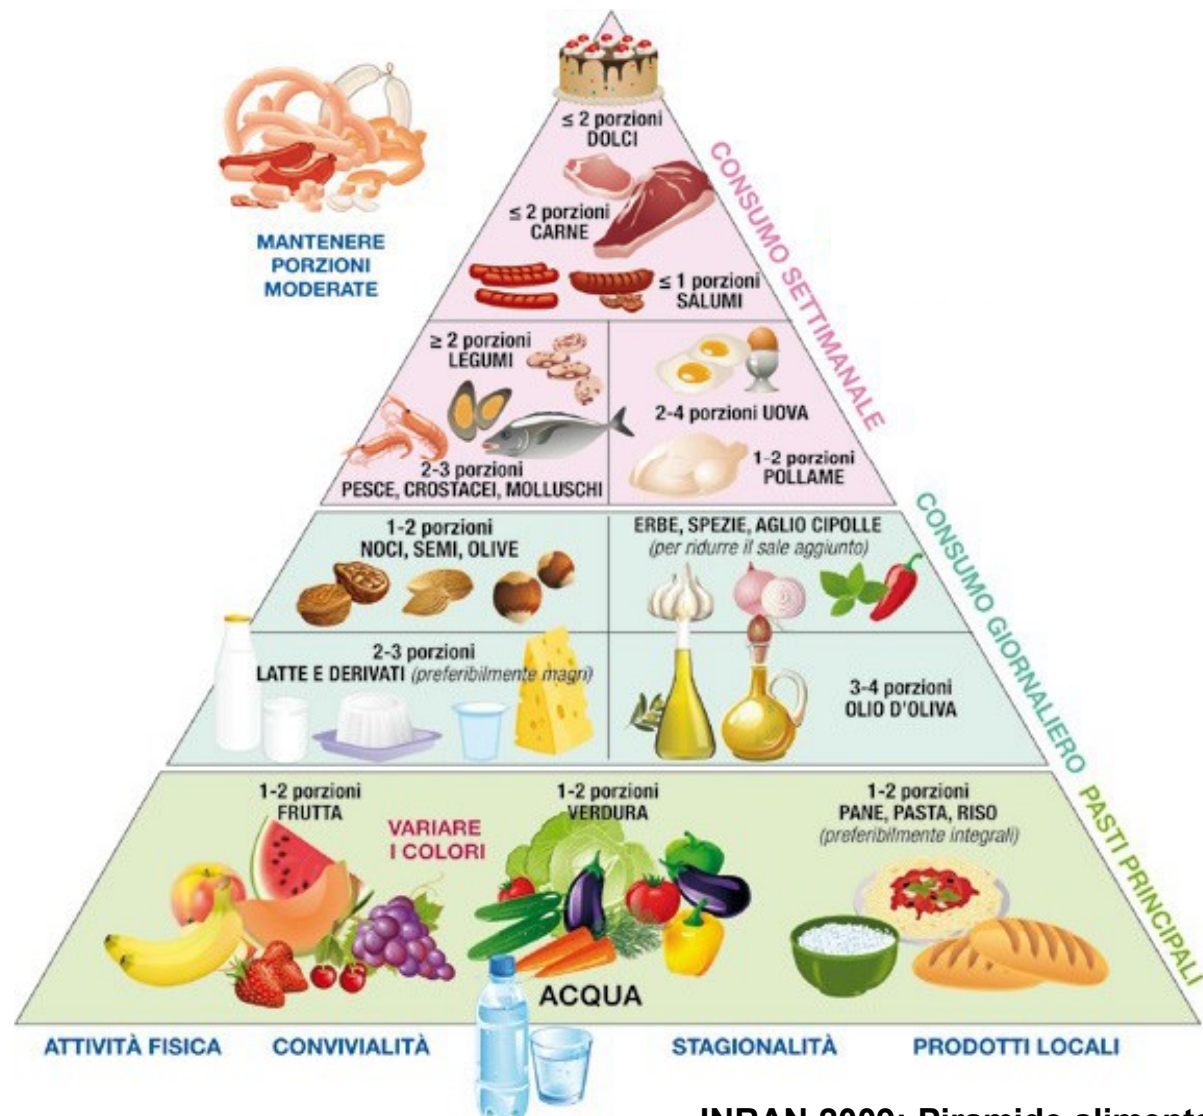 ≤ 2 porzioni
DOLCI
≤ 2 porzioni
CARNE
≤ 1 porzioni
SALUMI
MANTENERE
PORZIONI
MODERATE
CONSUMO SETTIMANALE
≥ 2 porzioni
LEGUMI
2-3 porzioni
PESCE, CROSTACEI, MOLLUSCHI
2-4 porzioni UOVA
1-2 porzioni
POLLAME
CONSUMO GIORNALIERO
1-2 porzioni
NOCI, SEMI, OLIVE
ERBE, SPEZIE, AGLIO CIPOLLE
(per ridurre il sale aggiunto)
2-3 porzioni
LATTE E DERIVATI (preferibilmente magri)
3-4 porzioni
OLIO D'OLIVA
PASTI PRINCIPALI
1-2 porzioni
FRUTTA
VARIARE
I COLORI
1-2 porzioni
VERDURA
1-2 porzioni
PANE, PASTA, RISO
(preferibilmente integrali)
ACQUA
ATTIVITÀ FISICA
CONVIVIALITÀ
STAGIONALITÀ
PRODOTTI LOCALI